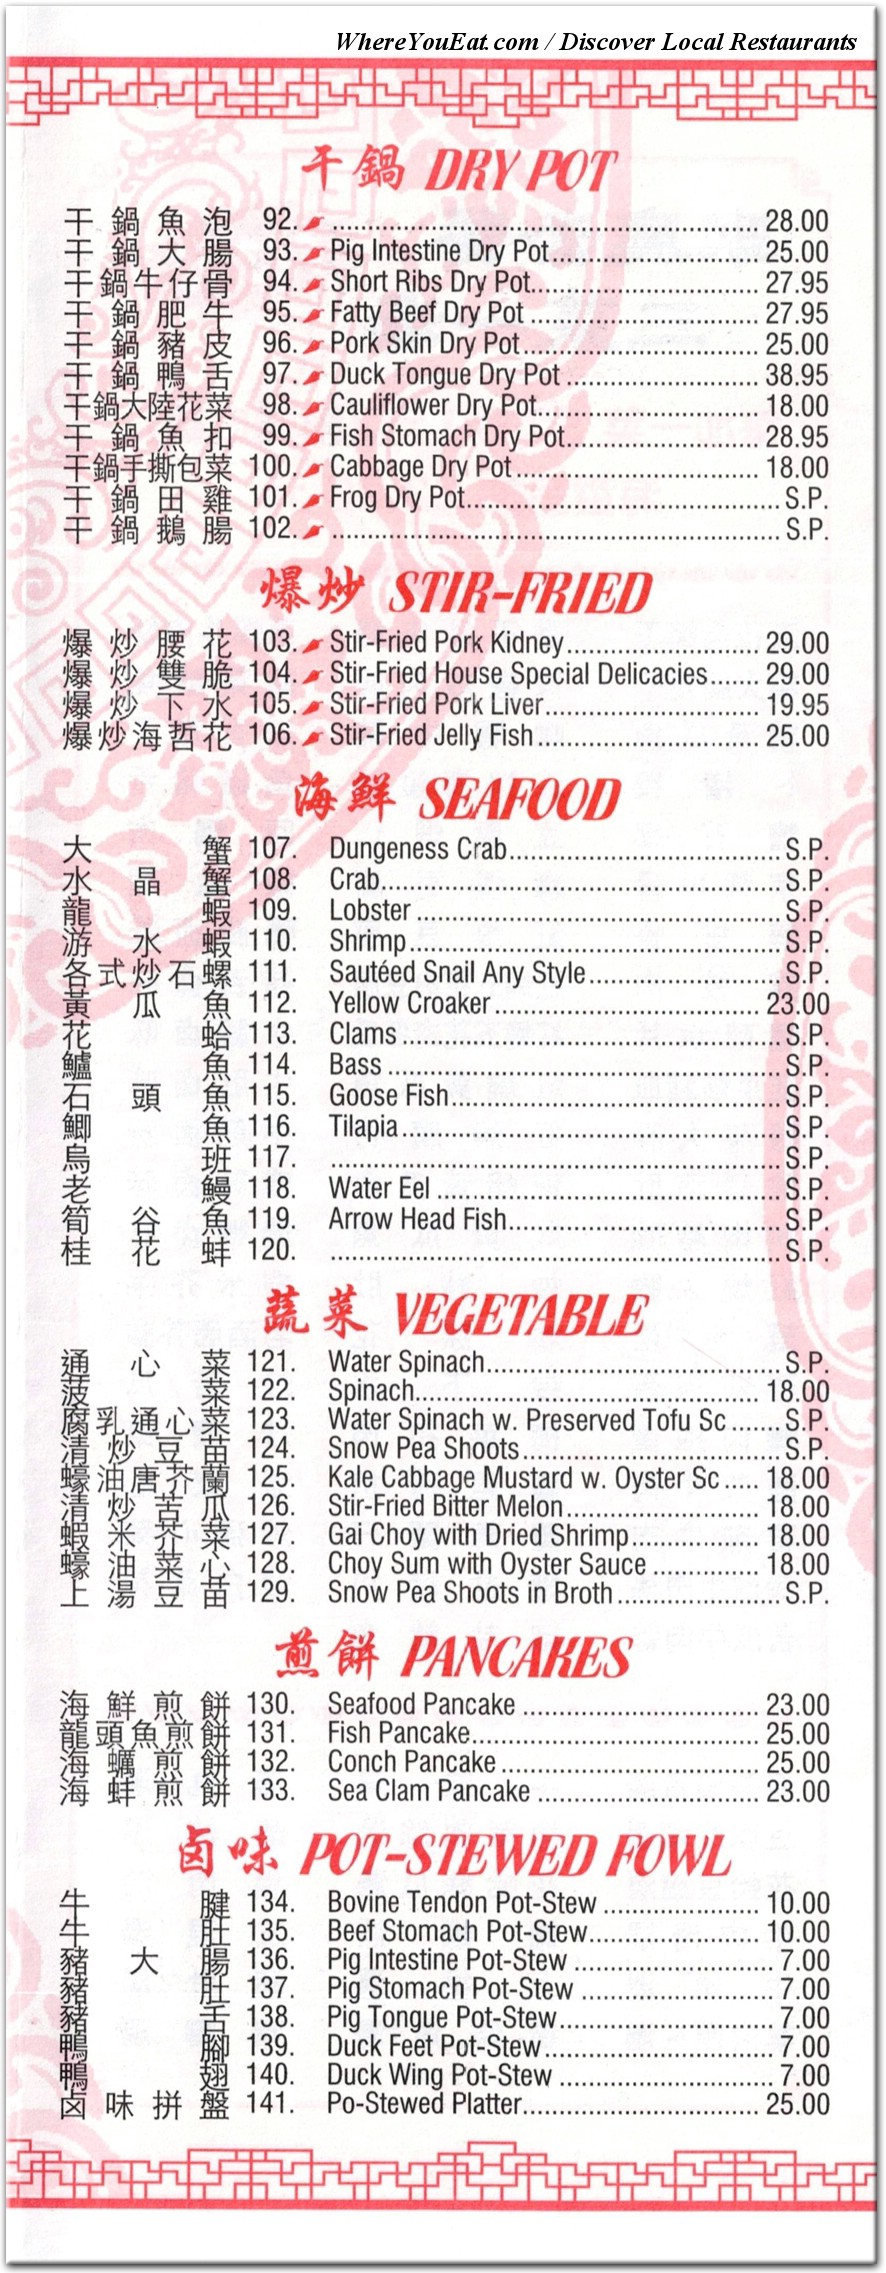 WhereYouEat.com / Discover Local Restaurants
干鍋 DRY POT
干鍋魚泡 92. ........ 28.00
干鍋大腸 93. Pig Intestine Dry Pot ........ 25.00
干鍋牛仔骨 94. Short Ribs Dry Pot ........ 27.95
干鍋肥牛 95. Fatty Beef Dry Pot ........ 27.95
干鍋豬皮 96. Pork Skin Dry Pot ........ 25.00
干鍋鴨舌 97. Duck Tongue Dry Pot ........ 38.95
干鍋大陸花菜 98. Cauliflower Dry Pot ........ 18.00
干鍋魚扣 99. Fish Stomach Dry Pot ........ 28.95
干鍋手撕包菜 100. Cabbage Dry Pot ........ 18.00
干鍋田雞 101. Frog Dry Pot ........ S.P.
干鍋鵝腸 102. ........ S.P.
爆炒 STIR-FRIED
爆炒腰花 103. Stir-Fried Pork Kidney ........ 29.00
爆炒雙脆 104. Stir-Fried House Special Delicacies ........ 29.00
爆炒下水 105. Stir-Fried Pork Liver ........ 19.95
爆炒海哲花 106. Stir-Fried Jelly Fish ........ 25.00
海鮮 SEAFOOD
大蟹 107. Dungeness Crab ........ S.P.
水晶蟹 108. Crab ........ S.P.
龍蝦 109. Lobster ........ S.P.
游水蝦 110. Shrimp ........ S.P.
各式炒石螺 111. Sautéed Snail Any Style ........ S.P.
黃瓜魚 112. Yellow Croaker ........ 23.00
花蛤 113. Clams ........ S.P.
鱸魚 114. Bass ........ S.P.
石頭魚 115. Goose Fish ........ S.P.
鯽魚 116. Tilapia ........ S.P.
烏班 117. ........ S.P.
老鰻 118. Water Eel ........ S.P.
筍谷魚 119. Arrow Head Fish ........ S.P.
桂花蚌 120. ........ S.P.
蔬菜 VEGETABLE
通心菜 121. Water Spinach ........ S.P.
菠菜 122. Spinach ........ 18.00
腐乳通心菜 123. Water Spinach w. Preserved Tofu Sc ........ S.P.
清炒豆苗 124. Snow Pea Shoots ........ S.P.
蠔油唐芥蘭 125. Kale Cabbage Mustard w. Oyster Sc ........ 18.00
清炒苦瓜 126. Stir-Fried Bitter Melon ........ 18.00
蝦米芥菜 127. Gai Choy with Dried Shrimp ........ 18.00
蠔油菜心 128. Choy Sum with Oyster Sauce ........ 18.00
上湯豆苗 129. Snow Pea Shoots in Broth ........ S.P.
煎餅 PANCAKES
海鮮煎餅 130. Seafood Pancake ........ 23.00
龍頭魚煎餅 131. Fish Pancake ........ 25.00
海蠣煎餅 132. Conch Pancake ........ 25.00
海蚌煎餅 133. Sea Clam Pancake ........ 23.00
卤味 POT-STEWED FOWL
牛腱 134. Bovine Tendon Pot-Stew ........ 10.00
牛肚 135. Beef Stomach Pot-Stew ........ 10.00
豬大腸 136. Pig Intestine Pot-Stew ........ 7.00
豬肚 137. Pig Stomach Pot-Stew ........ 7.00
豬舌 138. Pig Tongue Pot-Stew ........ 7.00
鴨腳 139. Duck Feet Pot-Stew ........ 7.00
鴨翅 140. Duck Wing Pot-Stew ........ 7.00
卤味拼盤 141. Po-Stewed Platter ........ 25.00